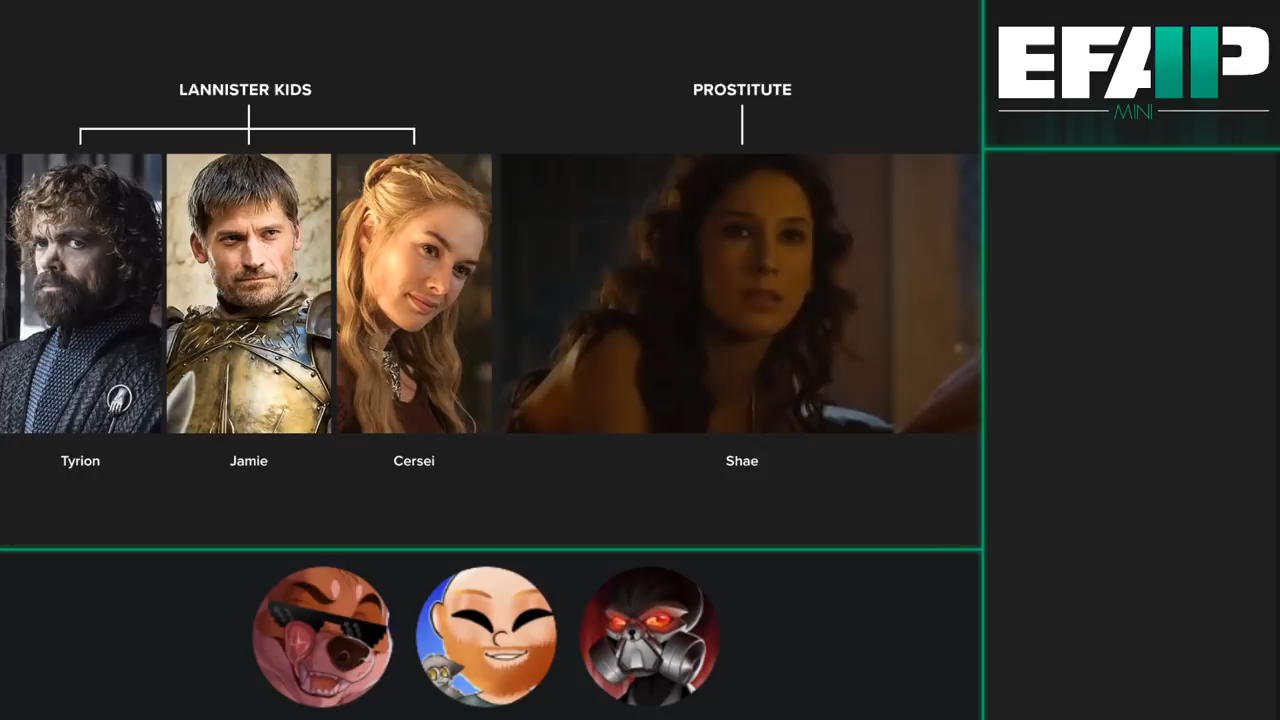 LANNISTER KIDS
PROSTITUTE
EFAP
MINI
Tyrion
Jamie
Cersei
Shae